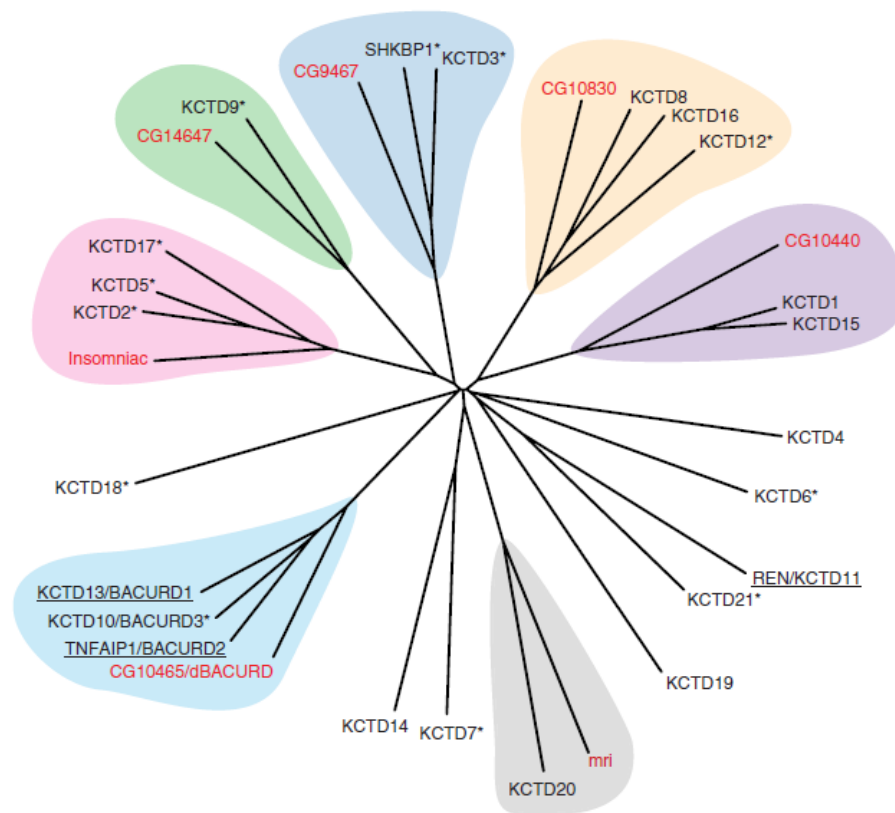 SHKBP1*
KCTD3*
CG9467
CG10830
KCTD8
KCTD16
KCTD12*
KCTD9*
CG14647
CG10440
KCTD1
KCTD15
KCTD17*
KCTD5*
KCTD2*
Insomniac
KCTD4
KCTD18*
KCTD6*
REN/KCTD11
KCTD21*
KCTD13/BACURD1
KCTD10/BACURD3*
TNFAIP1/BACURD2
CG10465/dBACURD
KCTD19
KCTD14
KCTD7*
mri
KCTD20